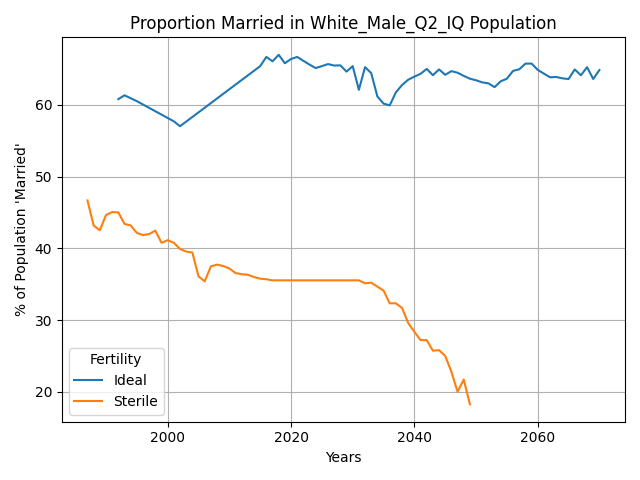 Proportion Married in White_Male_Q2_IQ Population
% of Population 'Married'
60
50
40
30
20
Fertility
Ideal
Sterile
2000 2020 2040 2060
Years